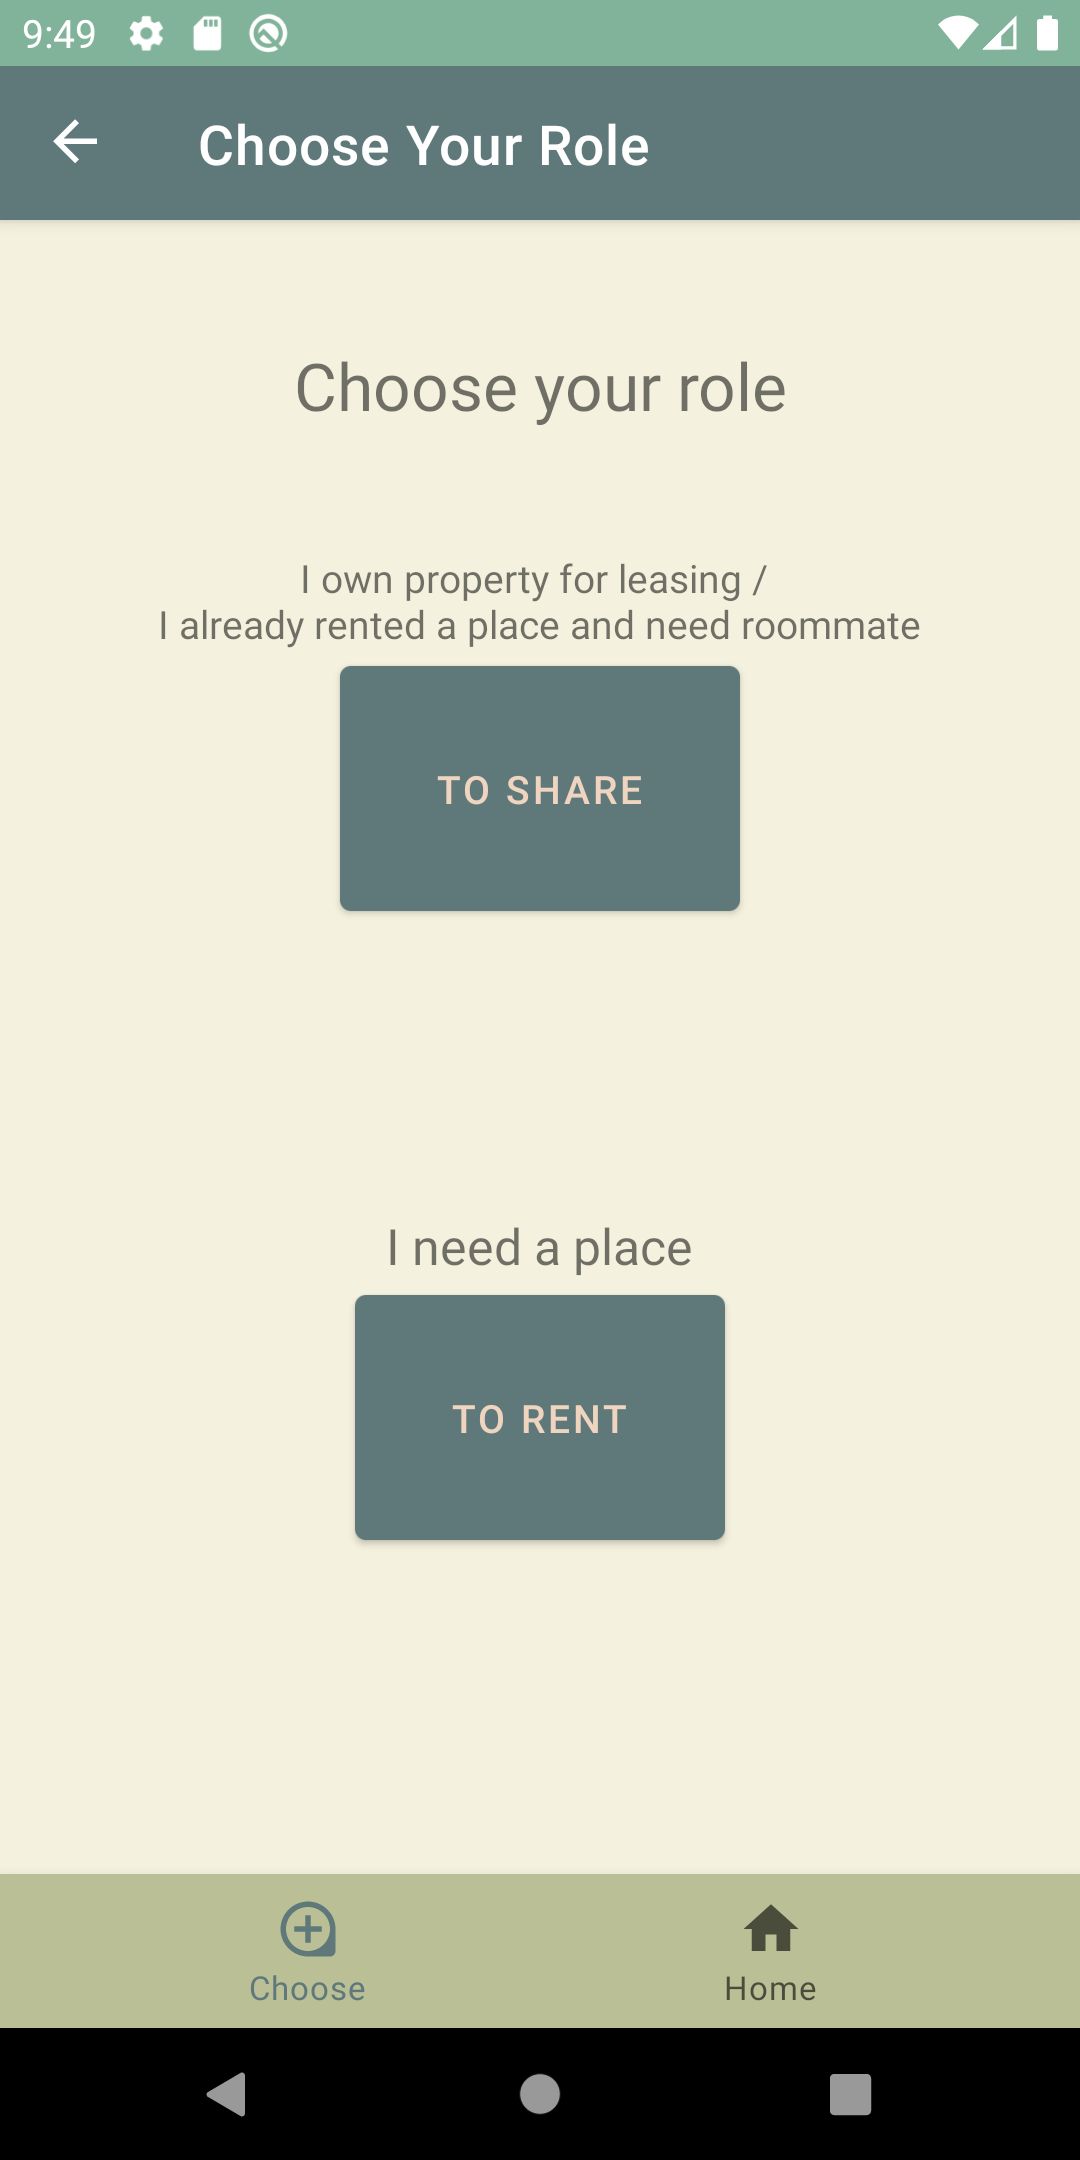 9:49
Choose Your Role
Choose your role
I own property for leasing /
I already rented a place and need roommate
TO SHARE
I need a place
TO RENT
Choose
Home